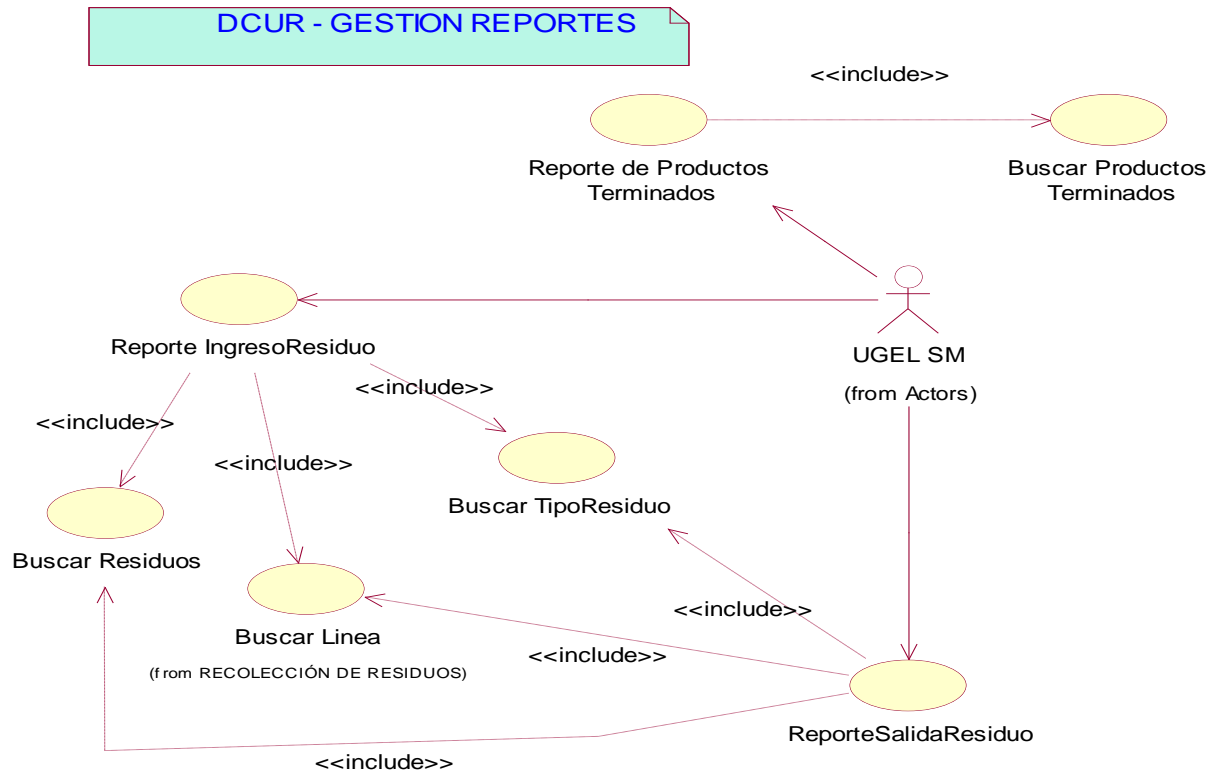 DCUR - GESTION REPORTES
<<include>>
Reporte de Productos
Terminados
Buscar Productos
Terminados
Reporte IngresoResiduo
UGEL SM
(from Actors)
<<include>>
<<include>>
<<include>>
Buscar TipoResiduo
Buscar Residuos
<<include>>
Buscar Linea
(from RECOLECCIÓN DE RESIDUOS)
<<include>>
ReporteSalidaResiduo
<<include>>